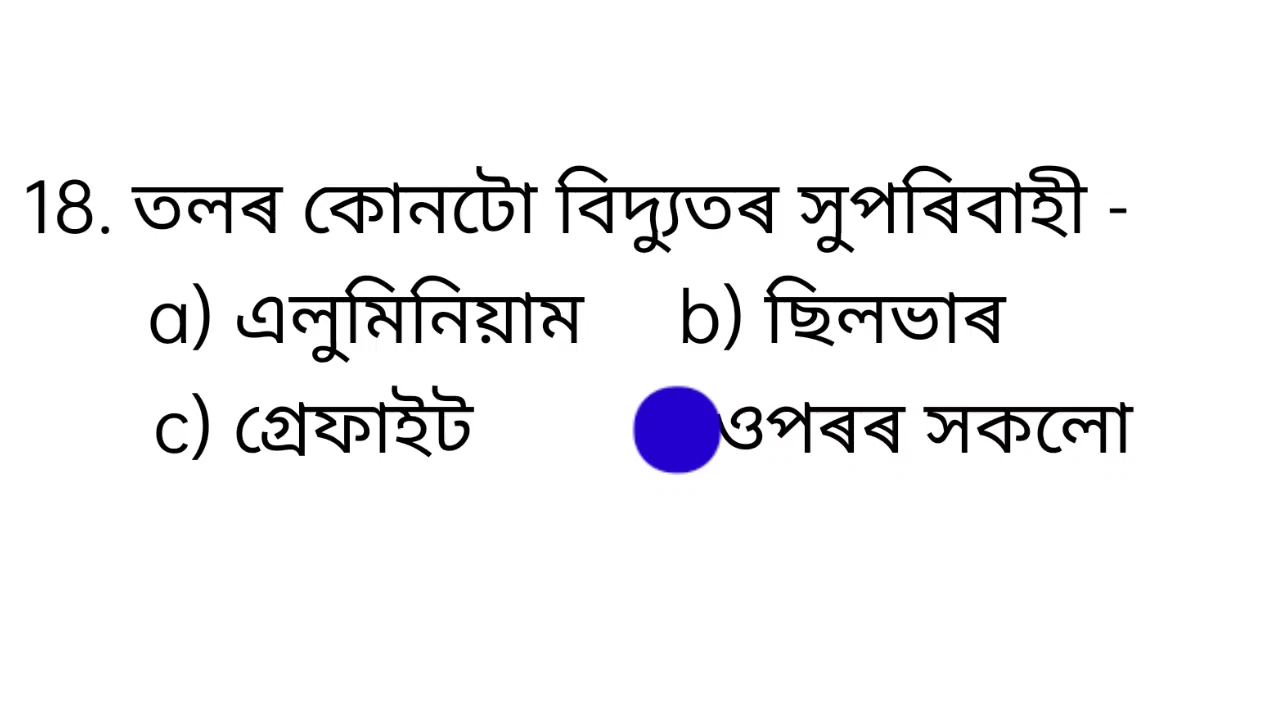 18. তলৰ কোনটো বিদ্যুতৰ সুপৰিবাহী -
a) এলুমিনিয়াম b) ছিলভাৰ
c) গ্ৰেফাইট ওপৰৰ সকলো